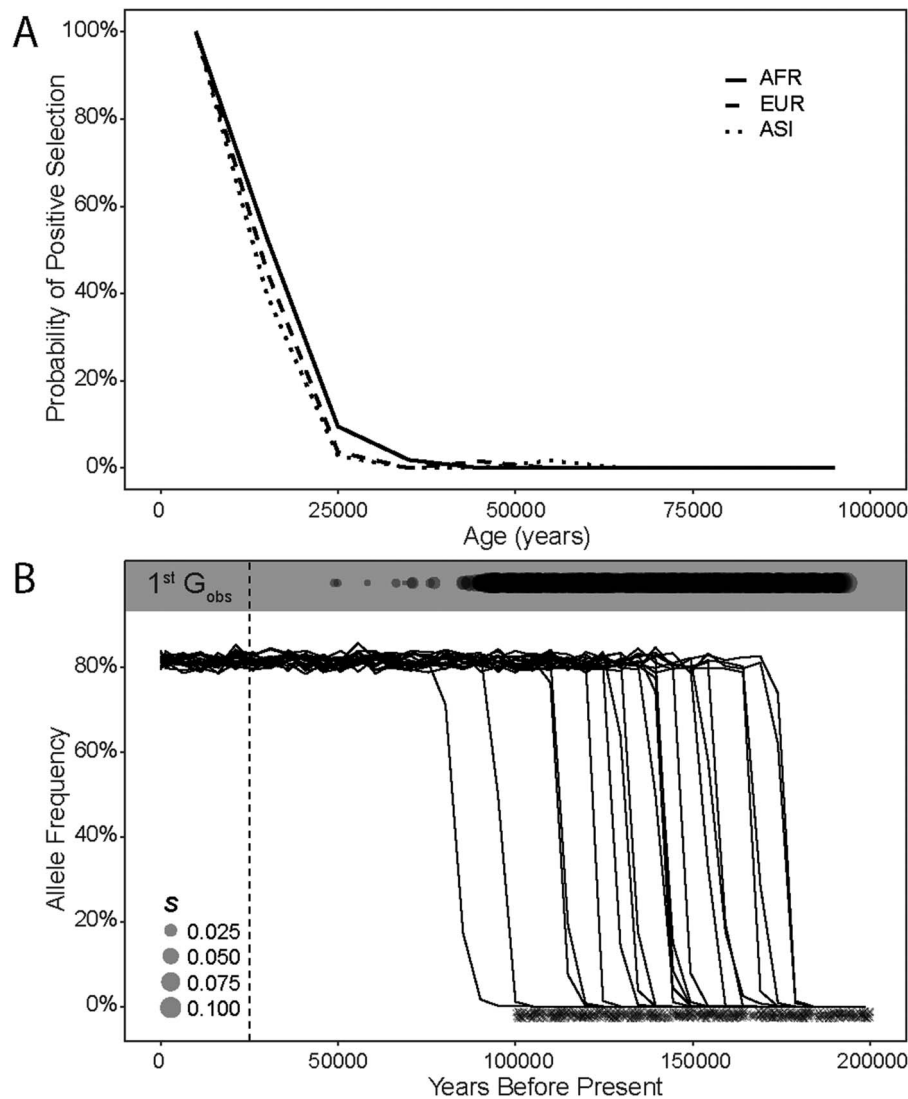 A
Probability of Positive Selection
100%
80%
60%
40%
20%
0%
AFR
EUR
ASI
0 25000 50000 75000 100000
Age (years)
B
1st Gobs
Allele Frequency
80%
60%
40%
20%
0%
s
0.025
0.050
0.075
0.100
0 50000 100000 150000 200000
Years Before Present